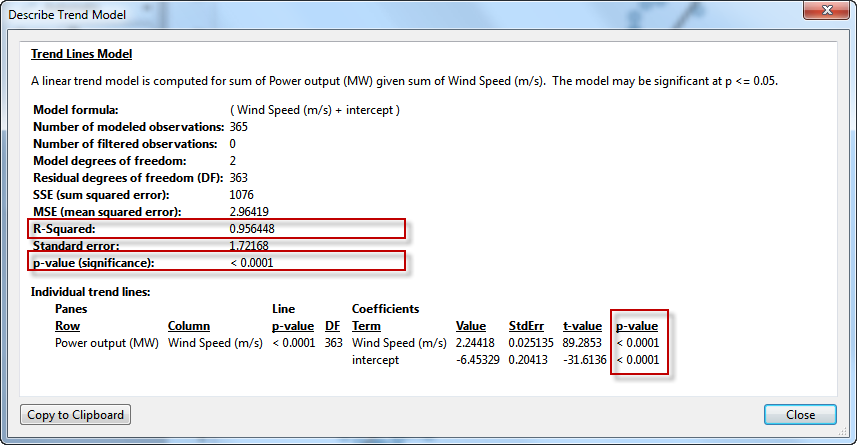 Describe Trend Model
Trend Lines Model
A linear trend model is computed for sum of Power output (MW) given sum of Wind Speed (m/s).  The model may be significant at p <= 0.05.
Model formula: ( Wind Speed (m/s) + intercept )
Number of modeled observations: 365
Number of filtered observations: 0
Model degrees of freedom: 2
Residual degrees of freedom (DF): 363
SSE (sum squared error): 1076
MSE (mean squared error): 2.96419
R-Squared: 0.956448
Standard error: 1.72168
p-value (significance): < 0.0001
Individual trend lines:
Panes Line Coefficients
Row Column p-value DF Term Value StdErr t-value p-value
Power output (MW) Wind Speed (m/s) < 0.0001 363 Wind Speed (m/s) 2.24418 0.025135 89.2853 < 0.0001
intercept -6.45329 0.20413 -31.6136 < 0.0001
Copy to Clipboard Close